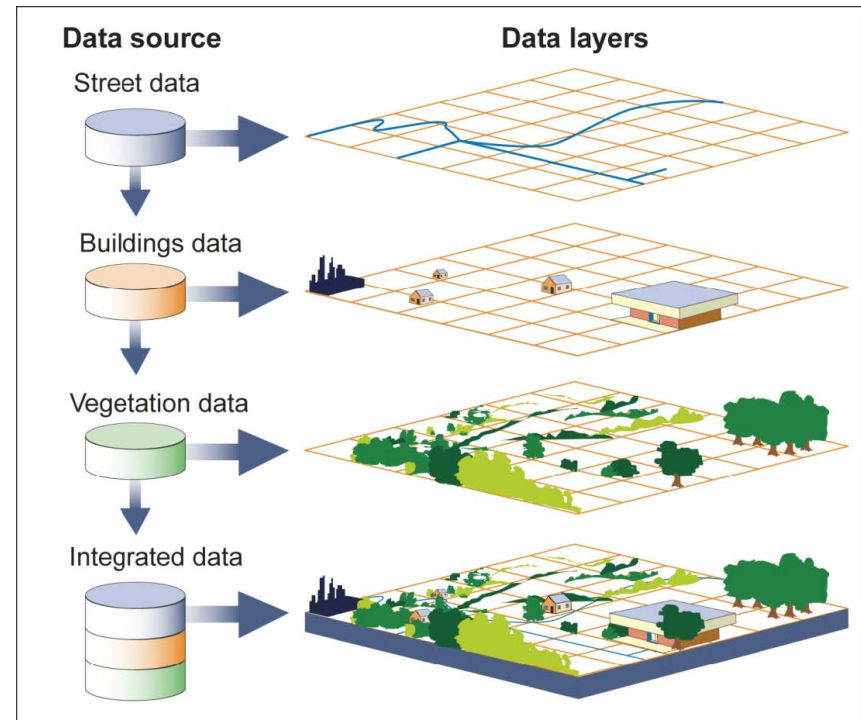 Data source
Data layers
Street data
Buildings data
Vegetation data
Integrated data